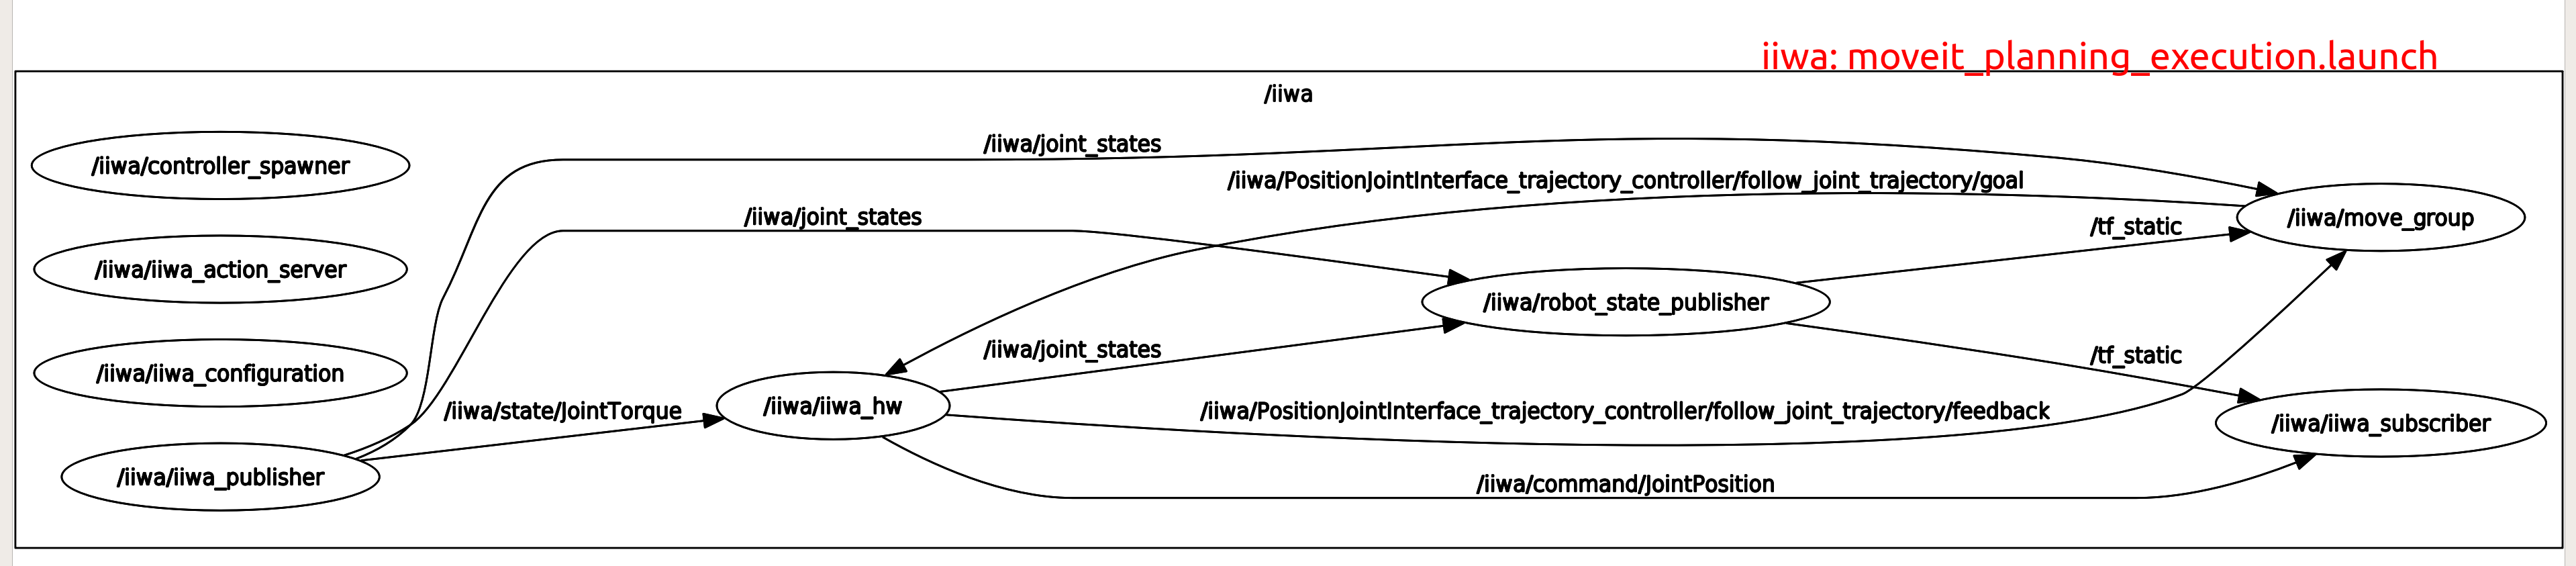 iiwa: moveit_planning_execution.launch
/iiwa
/iiwa/joint_states
/iiwa/controller_spawner
/iiwa/PositionJointInterface_trajectory_controller/follow_joint_trajectory/goal
/iiwa/joint_states
/iiwa/move_group
/tf_static
/iiwa/iiwa_action_server
/iiwa/robot_state_publisher
/iiwa/joint_states
/tf_static
/iiwa/iiwa_configuration
/iiwa/iiwa_hw
/iiwa/state/JointTorque
/iiwa/PositionJointInterface_trajectory_controller/follow_joint_trajectory/feedback
/iiwa/iiwa_subscriber
/iiwa/iiwa_publisher
/iiwa/command/JointPosition